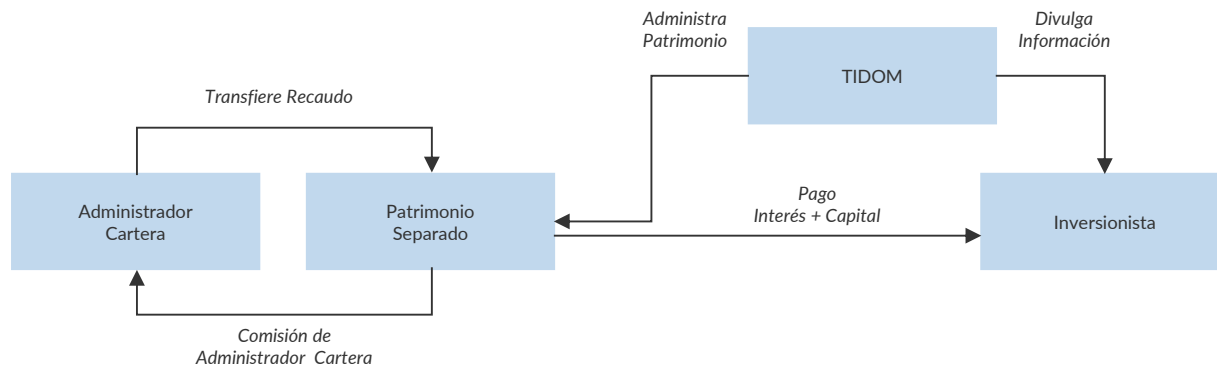 Administra
Patrimonio
Divulga
Información
TIDOM
Transfiere Recaudo
Administrador
Cartera
Patrimonio
Separado
Pago
Interés + Capital
Inversionista
Comisión de
Administrador Cartera